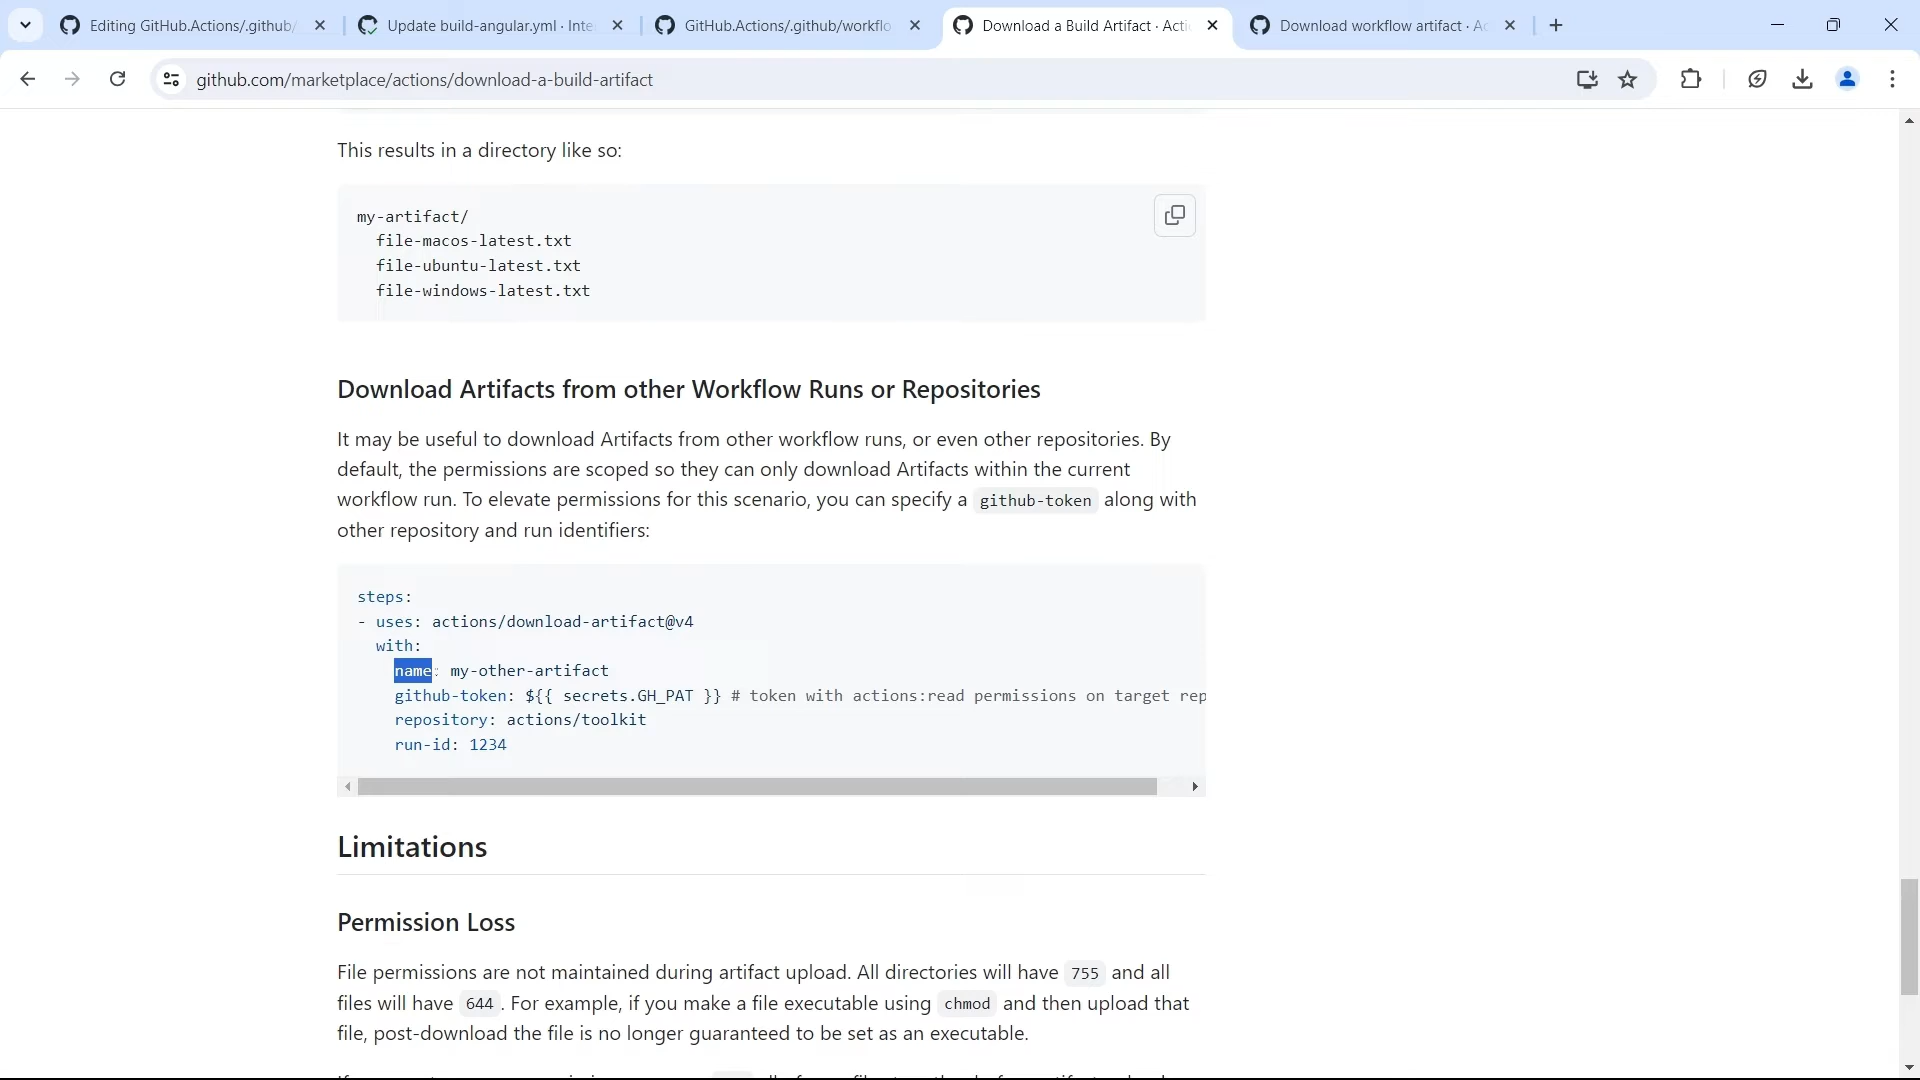 Editing GitHub.Actions/.github/
Update build-angular.yml · Inte
GitHub.Actions/.github/workflo
Download a Build Artifact · Acti
Download workflow artifact · Ac
github.com/marketplace/actions/download-a-build-artifact
This results in a directory like so:
my-artifact/
file-macos-latest.txt
file-ubuntu-latest.txt
file-windows-latest.txt
Download Artifacts from other Workflow Runs or Repositories
It may be useful to download Artifacts from other workflow runs, or even other repositories. By
default, the permissions are scoped so they can only download Artifacts within the current
workflow run. To elevate permissions for this scenario, you can specify a github-token along with
other repository and run identifiers:
steps:
- uses: actions/download-artifact@v4
with:
name: my-other-artifact
github-token: ${{ secrets.GH_PAT }} # token with actions:read permissions on target rep
repository: actions/toolkit
run-id: 1234
Limitations
Permission Loss
File permissions are not maintained during artifact upload. All directories will have 755 and all
files will have 644 . For example, if you make a file executable using chmod and then upload that
file, post-download the file is no longer guaranteed to be set as an executable.